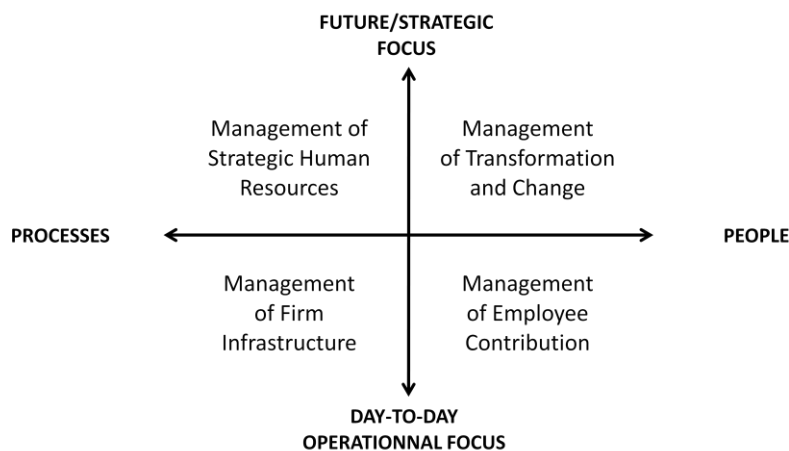 FUTURE/STRATEGIC
FOCUS
Management of
Strategic Human
Resources
Management
of Transformation
and Change
PROCESSES
PEOPLE
Management
of Firm
Infrastructure
Management
of Employee
Contribution
DAY-TO-DAY
OPERATIONNAL FOCUS